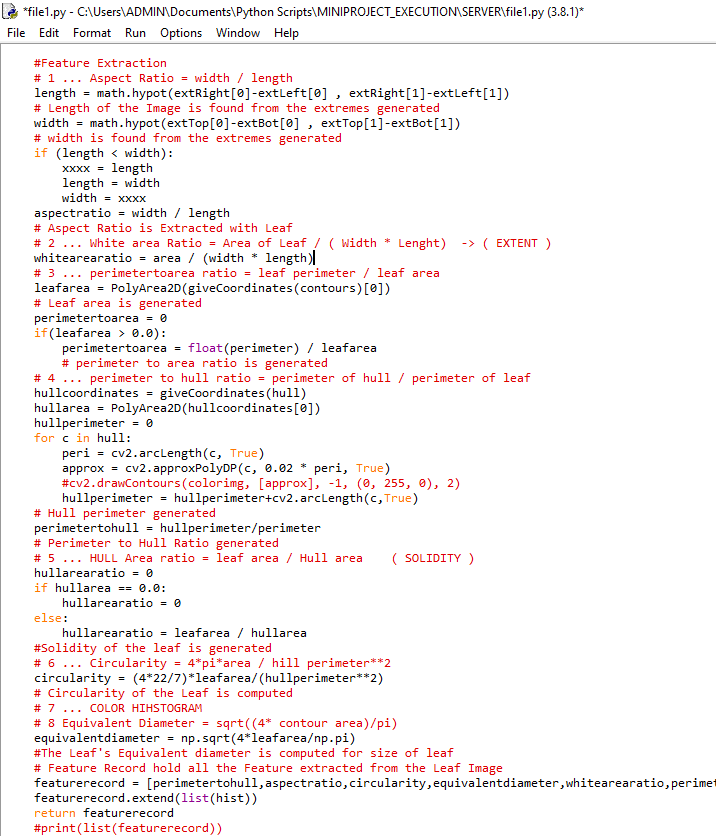 *file1.py - C:\Users\ADMIN\Documents\Python Scripts\MINIPROJECT_EXECUTION\SERVER\file1.py (3.8.1)*
File Edit Format Run Options Window Help
#Feature Extraction
# 1 ... Aspect Ratio = width / length
length = math.hypot(extRight[0]-extLeft[0] , extRight[1]-extLeft[1])
# Length of the Image is found from the extremes generated
width = math.hypot(extTop[0]-extBot[0] , extTop[1]-extBot[1])
# width is found from the extremes generated
if (length < width):
    xxxx = length
    length = width
    width = xxxx
aspectratio = width / length
# Aspect Ratio is Extracted with Leaf
# 2 ... White area Ratio = Area of Leaf / ( Width * Lenght)  -> ( EXTENT )
whitearearatio = area / (width * length)
# 3 ... perimetertoarea ratio = leaf perimeter / leaf area
leafarea = PolyArea2D(giveCoordinates(contours)[0])
# Leaf area is generated
perimetertoarea = 0
if(leafarea > 0.0):
    perimetertoarea = float(perimeter) / leafarea
    # perimeter to area ratio is generated
# 4 ... perimeter to hull ratio = perimeter of hull / perimeter of leaf
hullcoordinates = giveCoordinates(hull)
hullarea = PolyArea2D(hullcoordinates[0])
hullperimeter = 0
for c in hull:
    peri = cv2.arcLength(c, True)
    approx = cv2.approxPolyDP(c, 0.02 * peri, True)
    #cv2.drawContours(colorimg, [approx], -1, (0, 255, 0), 2)
    hullperimeter = hullperimeter+cv2.arcLength(c,True)
# Hull perimeter generated
perimetertohull = hullperimeter/perimeter
# Perimeter to Hull Ratio generated
# 5 ... HULL Area ratio = leaf area / Hull area    ( SOLIDITY )
hullarearatio = 0
if hullarea == 0.0:
    hullarearatio = 0
else:
    hullarearatio = leafarea / hullarea
#Solidity of the leaf is generated
# 6 ... Circularity = 4*pi*area / hill perimeter**2
circularity = (4*22/7)*leafarea/(hullperimeter**2)
# Circularity of the Leaf is computed
# 7 ... COLOR HIHSTOGRAM
# 8 Equivalent Diameter = sqrt((4* contour area)/pi)
equivalentdiameter = np.sqrt(4*leafarea/np.pi)
#The Leaf's Equivalent diameter is computed for size of leaf
# Feature Record hold all the Feature extracted from the Leaf Image
featurerecord = [perimetertohull,aspectratio,circularity,equivalentdiameter,whitearearatio,perimet
featurerecord.extend(list(hist))
return featurerecord
#print(list(featurerecord))